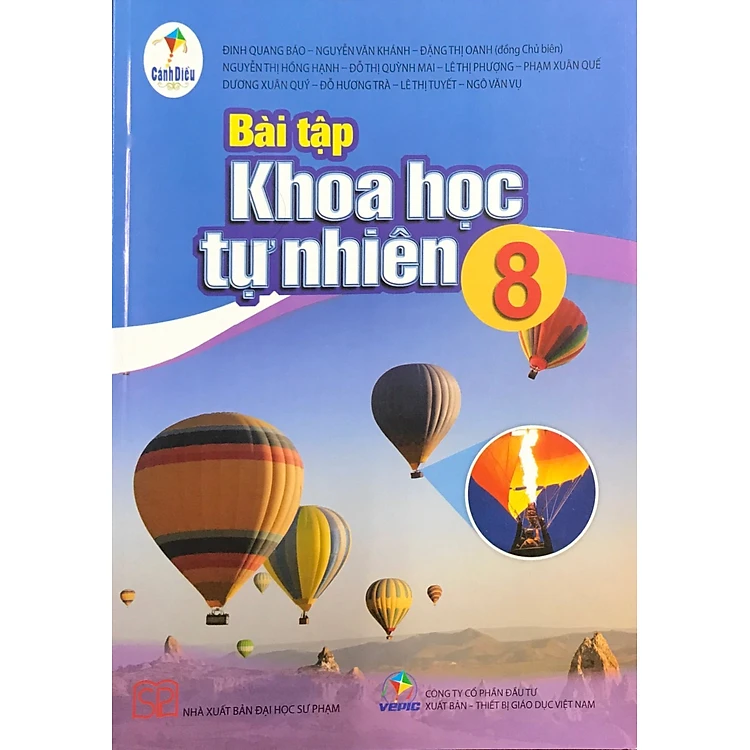 Cánh Diều
ĐINH QUANG BÁO – NGUYỄN VĂN KHÁNH – ĐẶNG THỊ OANH (đồng Chủ biên)
NGUYỄN THỊ HỒNG HẠNH – ĐỖ THỊ QUỲNH MAI – LÊ THỊ PHƯỢNG – PHẠM XUÂN QUẾ
DƯƠNG XUÂN QUÝ – ĐỖ HƯƠNG TRÀ – LÊ THỊ TUYẾT – NGÔ VĂN VỤ
Bài tập
Khoa học
tự nhiên 8
NHÀ XUẤT BẢN ĐẠI HỌC SƯ PHẠM
VEPIC
CÔNG TY CỔ PHẦN ĐẦU TƯ
XUẤT BẢN – THIẾT BỊ GIÁO DỤC VIỆT NAM